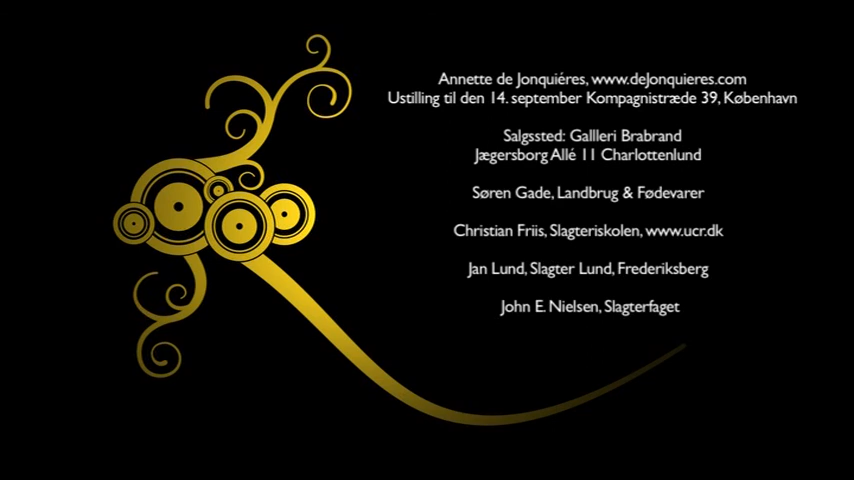 Annette de Jonquiéres, www.deJonquieres.com
Ustilling til den 14. september Kompagnistræde 39, København
Salgssted: Gallleri Brabrand
Jægersborg Allé 11 Charlottenlund
Søren Gade, Landbrug & Fødevarer
Christian Friis, Slagteriskolen, www.ucr.dk
Jan Lund, Slagter Lund, Frederiksberg
John E. Nielsen, Slagterfaget